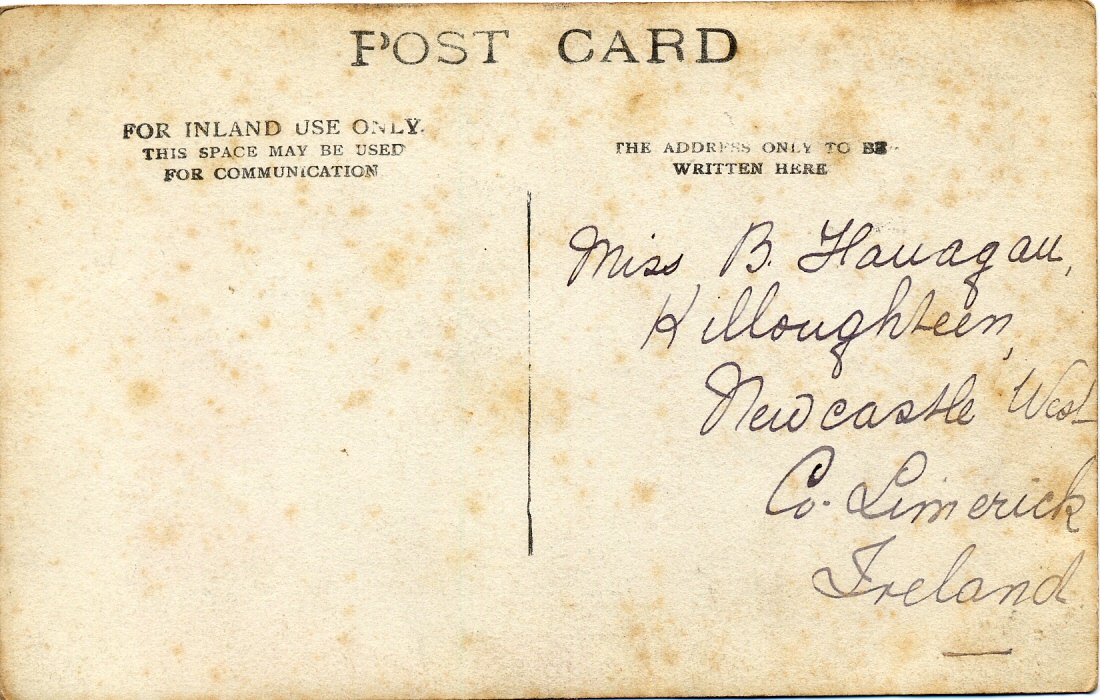 POST CARD
FOR INLAND USE ONLY.
THIS SPACE MAY BE USED
FOR COMMUNICATION
THE ADDRESS ONLY TO BE
WRITTEN HERE
Miss B. Flanagan,
Killoughteen,
Newcastle West
Co. Limerick
Ireland